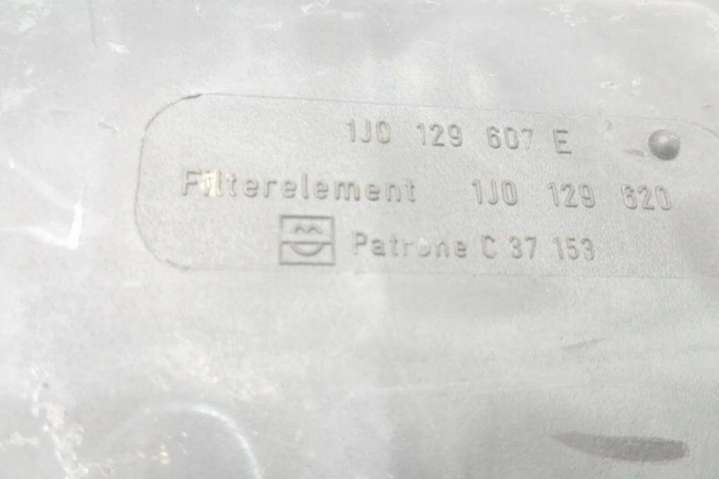 1J0 129 607 E
Filterelement 1J0 129 620
Patrone C 37 153